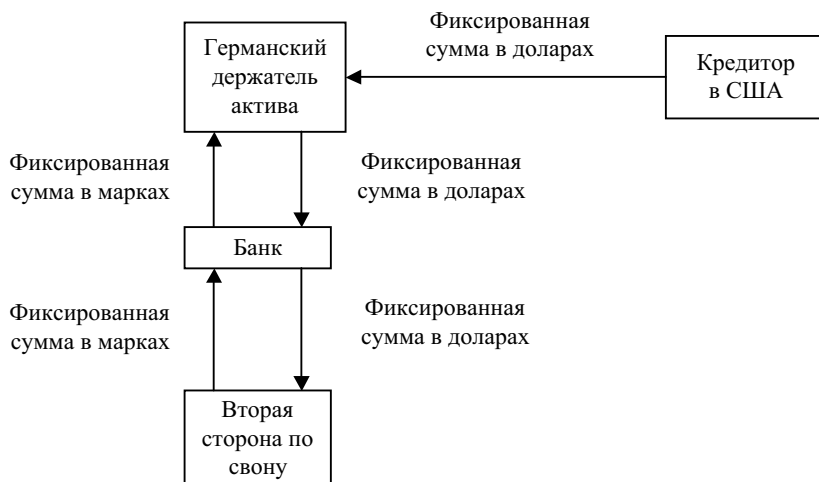 Фиксированная
сумма в доларах
Германский
держатель
актива
Кредитор
в США
Фиксированная
сумма в марках
Фиксированная
сумма в доларах
Банк
Фиксированная
сумма в марках
Фиксированная
сумма в доларах
Вторая
сторона по
свону